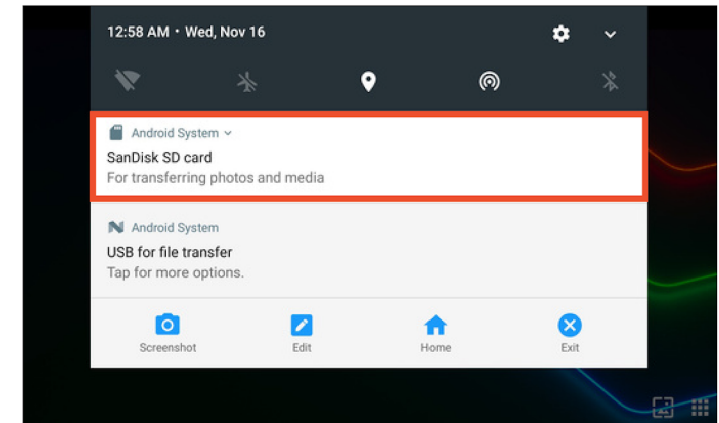 12:58 AM • Wed, Nov 16
Android System
SanDisk SD card
For transferring photos and media
Android System
USB for file transfer
Tap for more options.
Screenshot Edit Home Exit